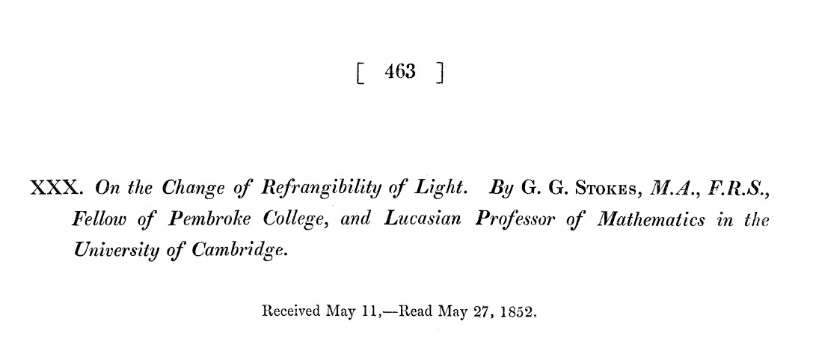 [ 463 ]
XXX. On the Change of Refrangibility of Light. By G. G. STOKES, M.A., F.R.S.,
Fellow of Pembroke College, and Lucasian Professor of Mathematics in the
University of Cambridge.
Received May 11,—Read May 27, 1852.